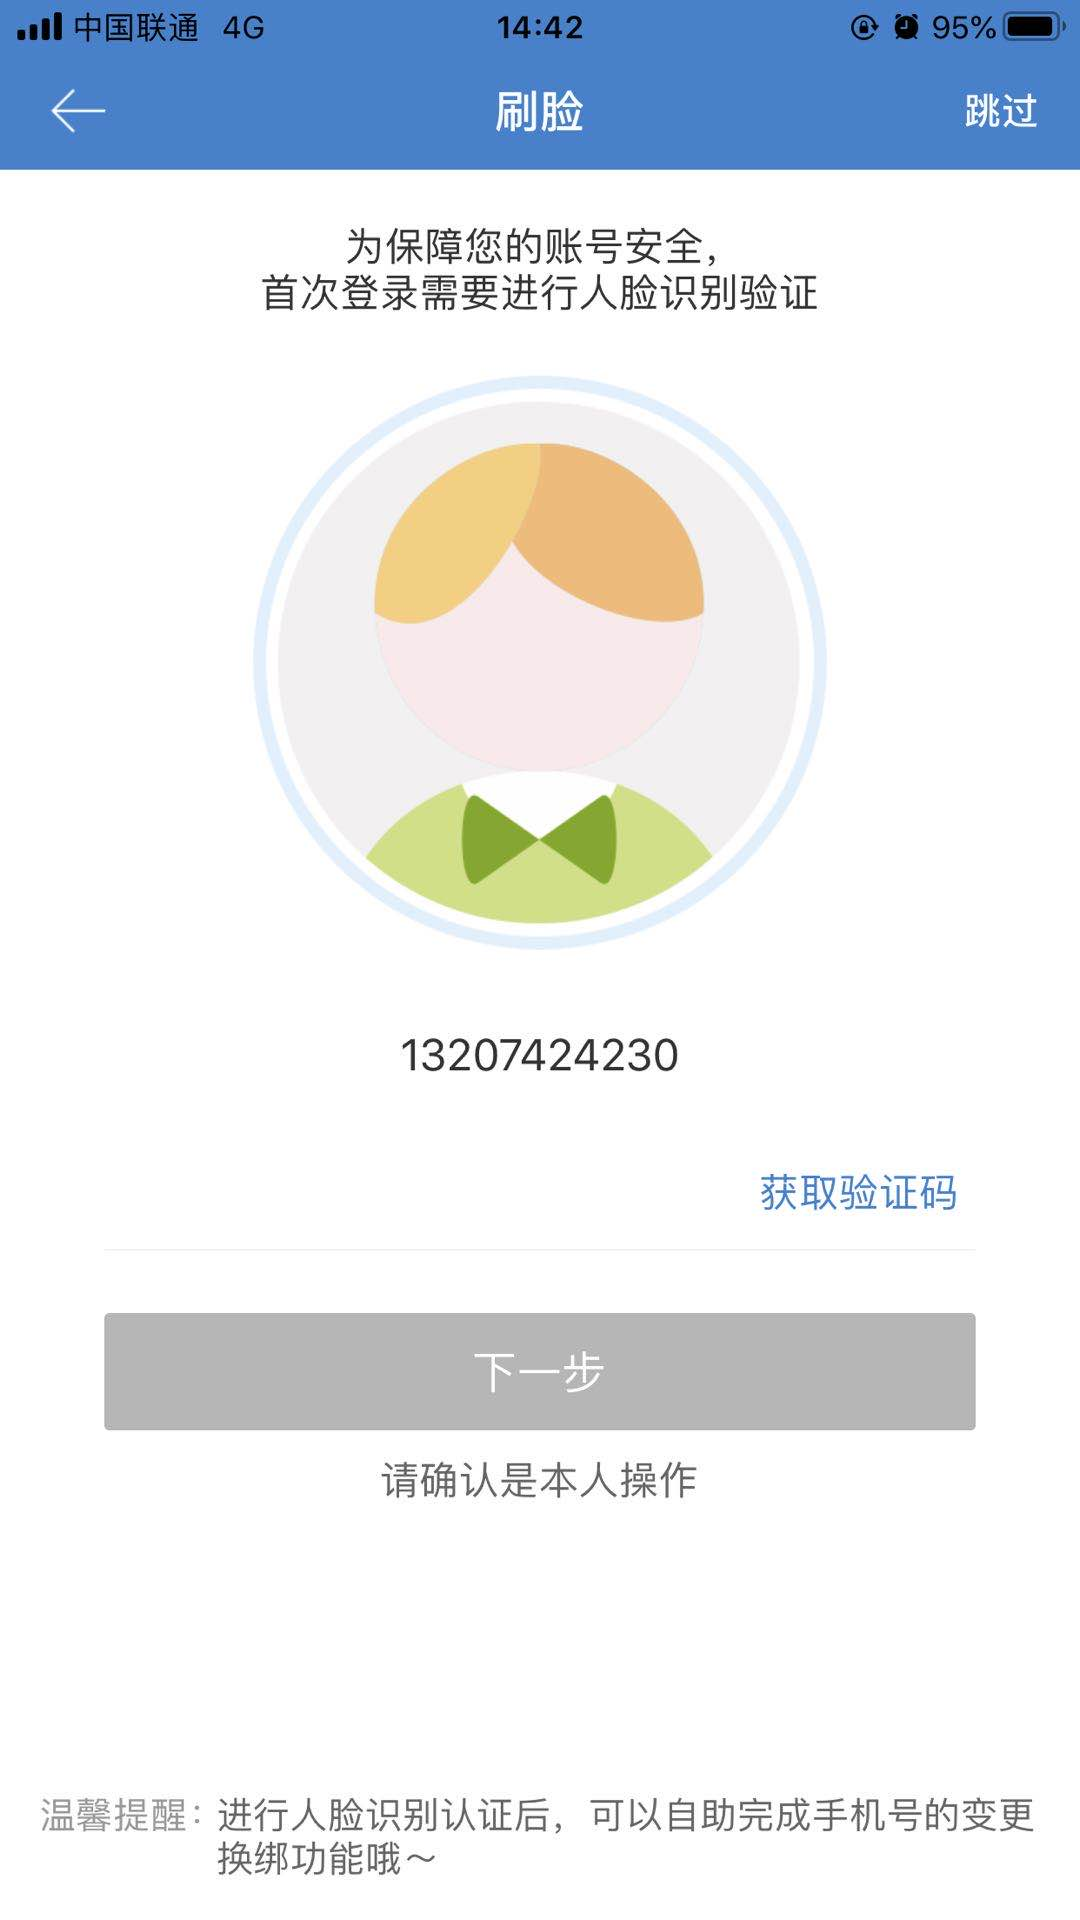 中国联通 4G 14:42 95%
刷脸 跳过
为保障您的账号安全，
首次登录需要进行人脸识别验证
13207424230
获取验证码
下一步
请确认是本人操作
温馨提醒：进行人脸识别认证后，可以自助完成手机号的变更
换绑功能哦～